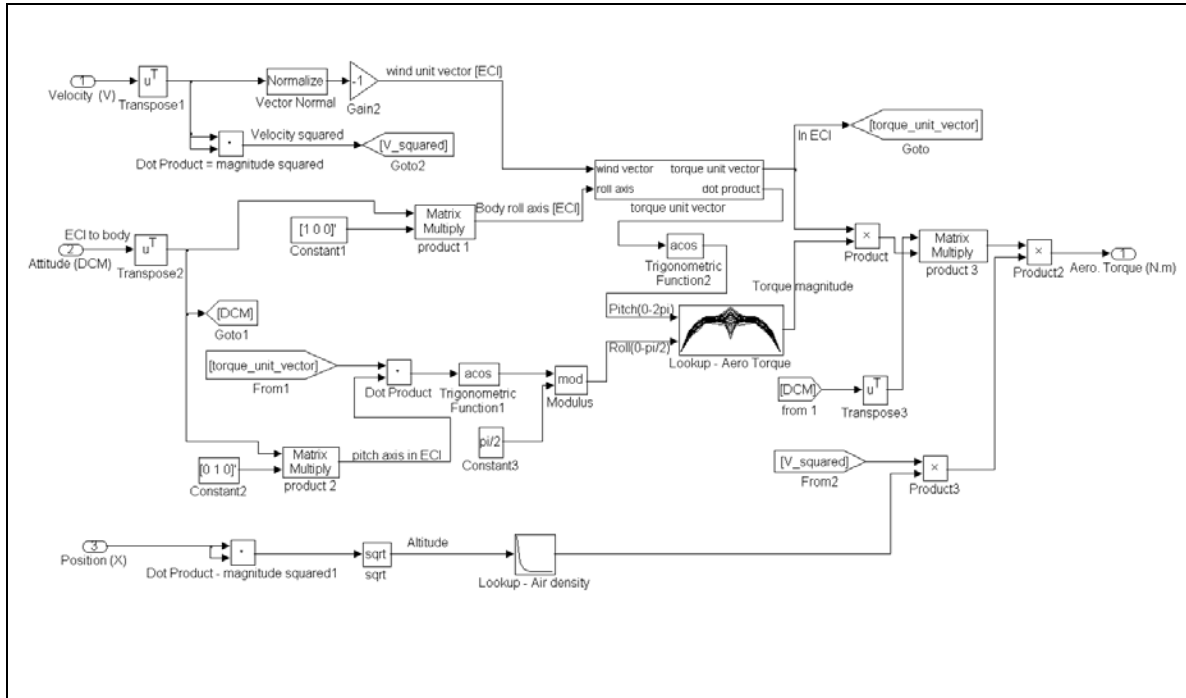 1
Velocity (V)
u^T
Transpose1
Normalize
Vector Normal
-1
Gain2
wind unit vector [ECI]
Velocity squared
Dot Product = magnitude squared
[V_squared]
Goto2
In ECI
[torque_unit_vector]
Goto
wind vector
torque unit vector
roll axis
dot product
torque unit vector
ECI to body
2
Attitude (DCM)
u^T
Transpose2
[1 0 0]'
Constant1
Matrix
Multiply
product 1
Body roll axis [ECI]
acos
Trigonometric
Function2
×
Product
Matrix
Multiply
product 3
×
Product2
1
Aero. Torque (N.m)
Torque magnitude
[DCM]
Goto1
Pitch(0-2pi)
Roll(0-pi/2)
Lookup - Aero Torque
[torque_unit_vector]
From1
Dot Product
acos
Trigonometric
Function1
mod
Modulus
pi/2
Constant3
[DCM]
from 1
u^T
Transpose3
[0 1 0]'
Constant2
Matrix
Multiply
product 2
pitch axis in ECI
[V_squared]
From2
×
Product3
3
Position (X)
Dot Product - magnitude squared1
sqrt
sqrt
Altitude
Lookup - Air density